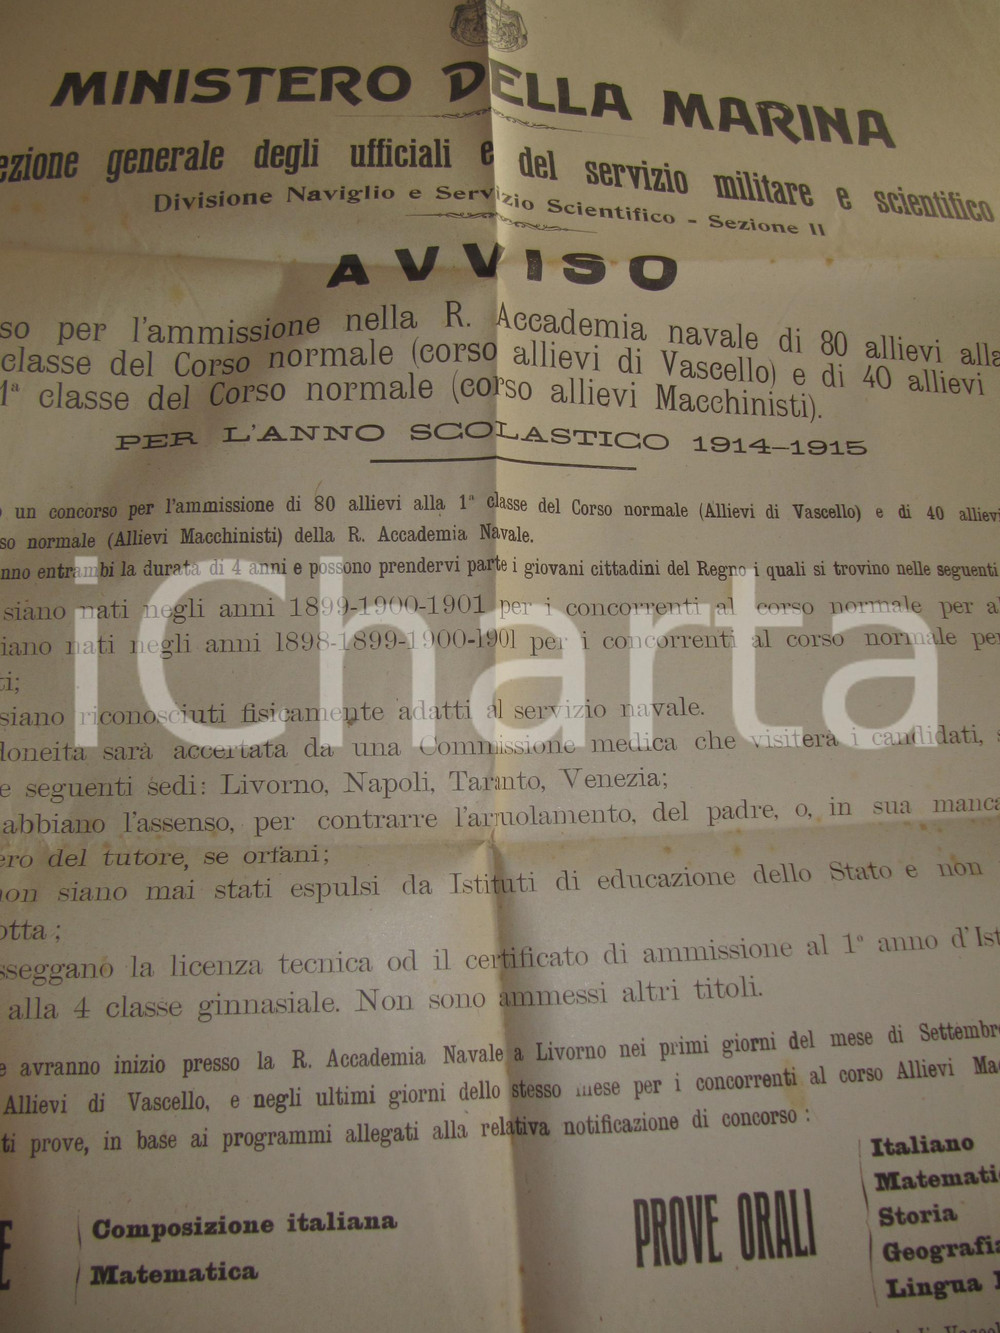 MINISTERO DELLA MARINA
ezione generale degli ufficiali e del servizio militare e scientifico
Divisione Naviglio e Servizio Scientifico - Sezione II
AVVISO
so per l'ammissione nella R. Accademia navale di 80 allievi alla
classe del Corso normale (corso allievi di Vascello) e di 40 allievi
1ª classe del Corso normale (corso allievi Macchinisti).
PER L'ANNO SCOLASTICO 1914-1915
o un concorso per l'ammissione di 80 allievi alla 1ª classe del Corso normale (Allievi di Vascello) e di 40 allievi
so normale (Allievi Macchinisti) della R. Accademia Navale.
nno entrambi la durata di 4 anni e possono prendervi parte i giovani cittadini del Regno i quali si trovino nelle seguenti
siano nati negli anni 1899-1900-1901 per i concorrenti al corso normale per al
iano nati negli anni 1898-1899-1900-1901 per i concorrenti al corso normale per
ti;
siano riconosciuti fisicamente adatti al servizio navale.
doneità sarà accertata da una Commissione medica che visiterà i candidati, s
e seguenti sedi: Livorno, Napoli, Taranto, Venezia;
abbiano l'assenso, per contrarre l'arruolamento, del padre, o, in sua manca
ero del tutore, se orfani;
non siano mai stati espulsi da Istituti di educazione dello Stato e non
otta;
sseggano la licenza tecnica od il certificato di ammissione al 1º anno d'Ist
alla 4 classe ginnasiale. Non sono ammessi altri titoli.
e avranno inizio presso la R. Accademia Navale a Livorno nei primi giorni del mese di Settembre
Allievi di Vascello, e negli ultimi giorni dello stesso mese per i concorrenti al corso Allievi Mac
ti prove, in base ai programmi allegati alla relativa notificazione di concorso:
E
Composizione italiana
Matematica
PROVE ORALI
Italiano
Matemati
Storia
Geografia
Lingua
iCharta